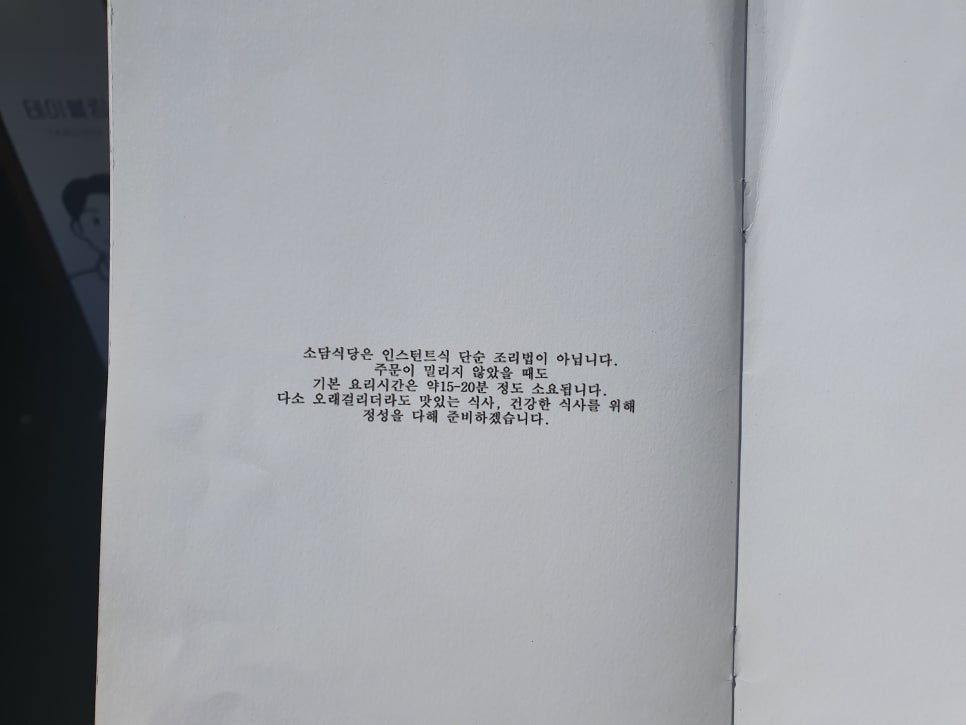 소담식당은 인스턴트식 단순 조리법이 아닙니다.
주문이 밀리지 않았을 때도
기본 요리시간은 약15-20분 정도 소요됩니다.
다소 오래걸리더라도 맛있는 식사, 건강한 식사를 위해
정성을 다해 준비하겠습니다.
테이블